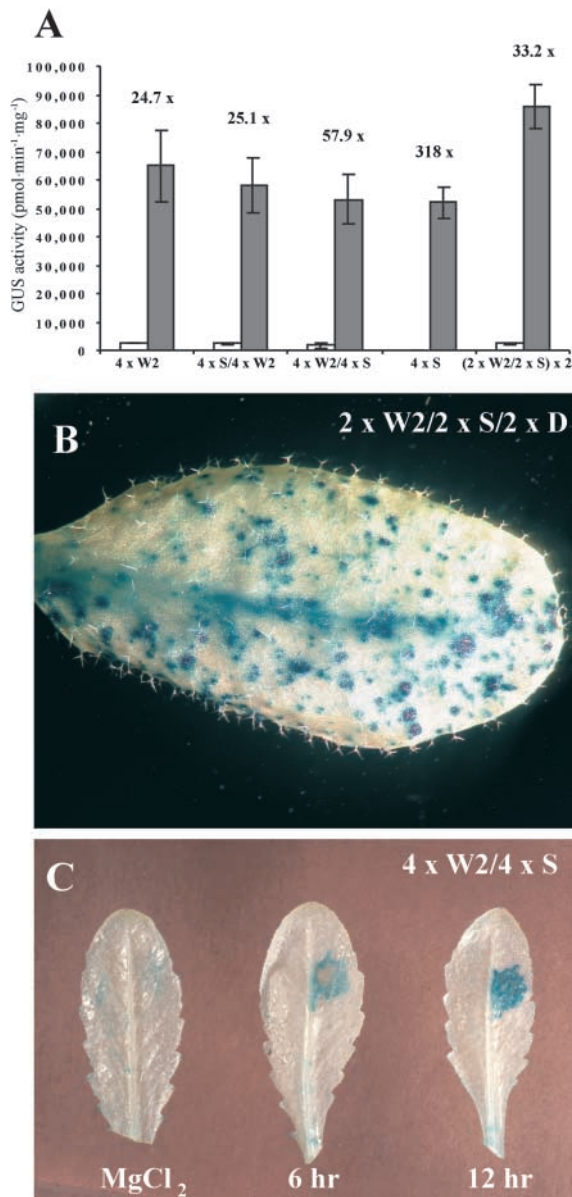 A
33.2 x
100,000
90,000
24.7 x
25.1 x
57.9 x
318 x
80,000
70,000
60,000
50,000
40,000
30,000
20,000
10,000
0
GUS activity (pmol·min⁻¹·mg⁻¹)
4 x W2
4 x S/4 x W2
4 x W2/4 x S
4 x S
(2 x W2/2 x S) x 2
B
2 x W2/2 x S/2 x D
C
4 x W2/4 x S
MgCl₂
6 hr
12 hr